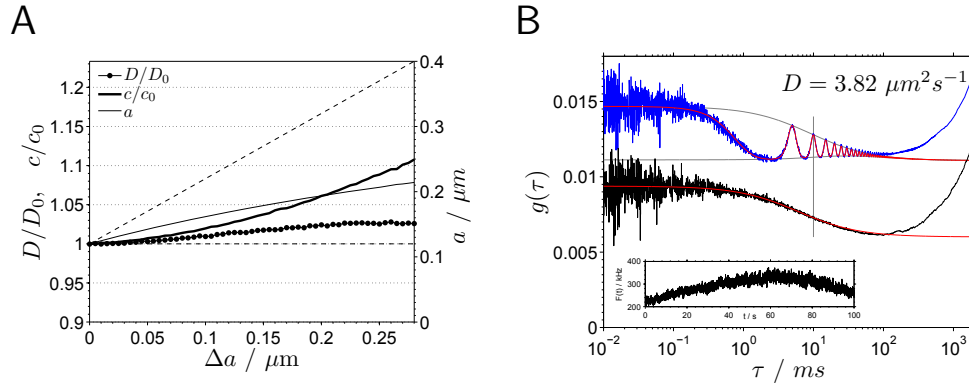 A
D/D₀, c/c₀
1.2
1.15
1.1
1.05
1
0.95
0.9
D/D₀
c/c₀
a
0 0.05 0.1 0.15 0.2 0.25
Δa / μm
0.4
0.3
0.2
0.1
0
a / μm
B
g(τ)
0.015
0.01
0.005
0
D = 3.82 μm²s⁻¹
F(t) / kHz
400
300
200
0 20 40 60 80 100
t / s
10⁻² 10⁻¹ 10⁰ 10¹ 10² 10³
τ / ms